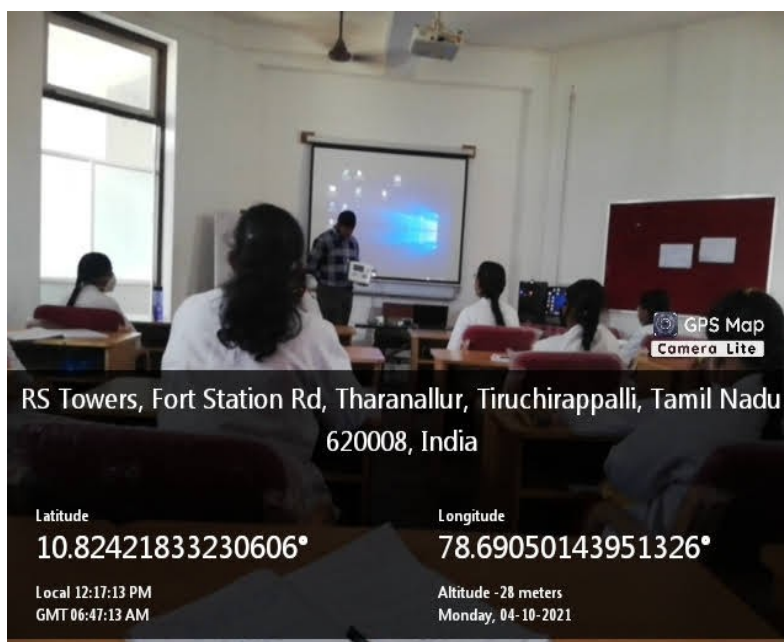 GPS Map
Camera Lite
RS Towers, Fort Station Rd, Tharanallur, Tiruchirappalli, Tamil Nadu
620008, India
Latitude
10.82421833230606°
Longitude
78.69050143951326°
Local 12:17:13 PM
GMT 06:47:13 AM
Altitude -28 meters
Monday, 04-10-2021